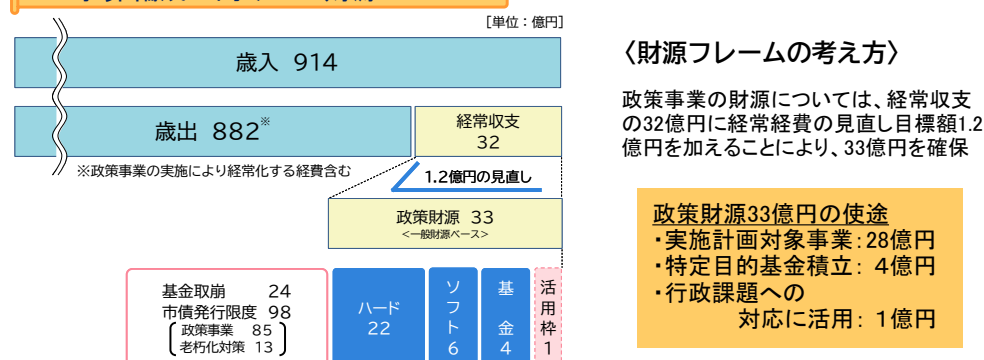 [単位：億円]
歳入 914
歳出 882※
経常収支
32
※政策事業の実施により経常化する経費含む
1.2億円の見直し
政策財源 33
<一般財源ベース>
基金取崩 24
市債発行限度 98
政策事業 85
老朽化対策 13
ハード
22
ソフト
6
基金
4
活用枠
1
〈財源フレームの考え方〉
政策事業の財源については、経常収支
の32億円に経常経費の見直し目標額1.2
億円を加えることにより、33億円を確保
政策財源33億円の使途
・実施計画対象事業：28億円
・特定目的基金積立： 4億円
・行政課題への
対応に活用： 1億円